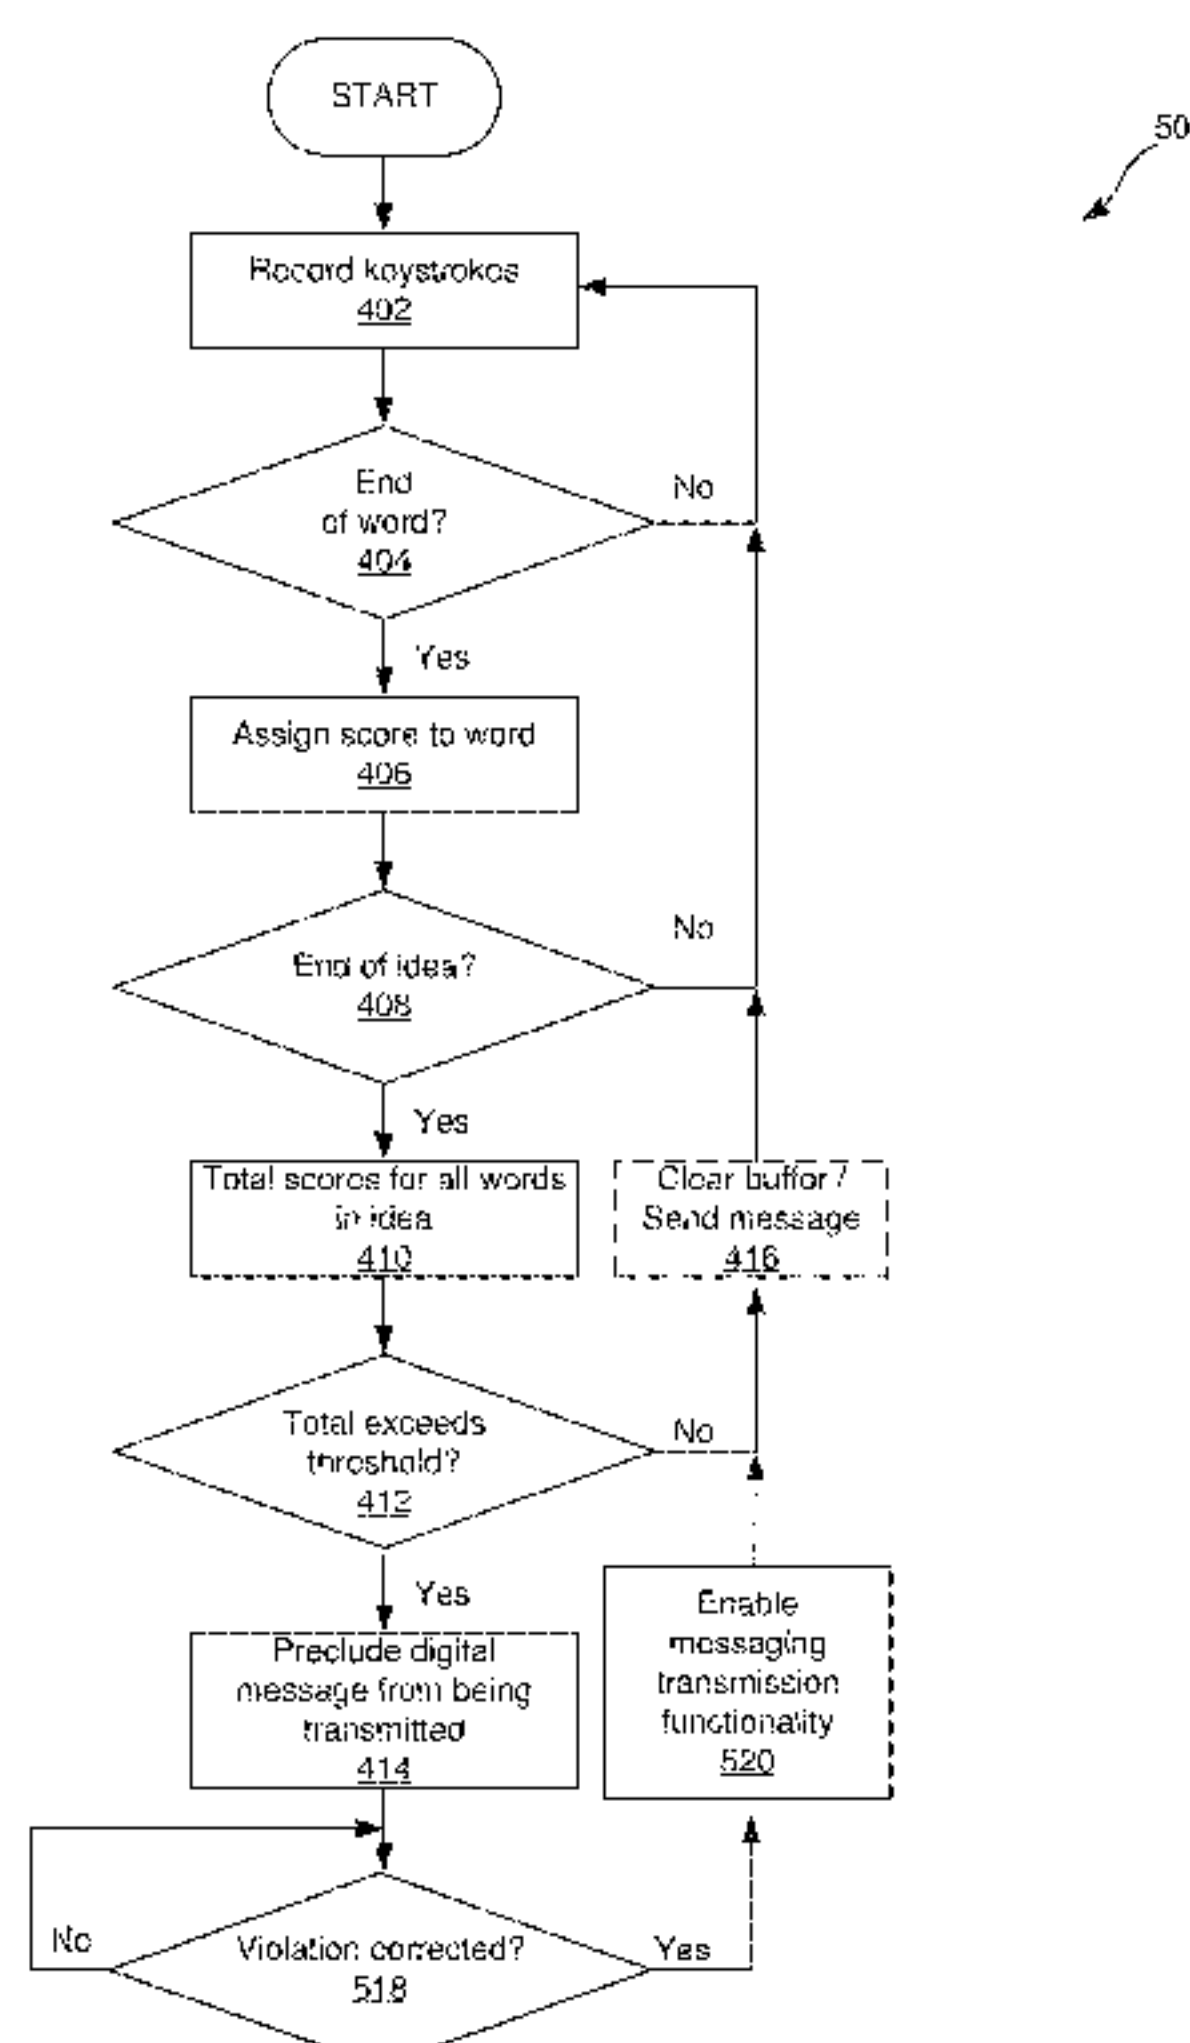 START
50
Record keystrokes
402
End
of word?
404
No
Yes
Assign score to word
406
End of idea?
408
No
Yes
Total scores for all words
in idea
410
Clear buffer /
Send message
416
Total exceeds
threshold?
412
No
Yes
Preclude digital
message from being
transmitted
414
Enable
messaging
transmission
functionality
520
No
Violation corrected?
518
Yes